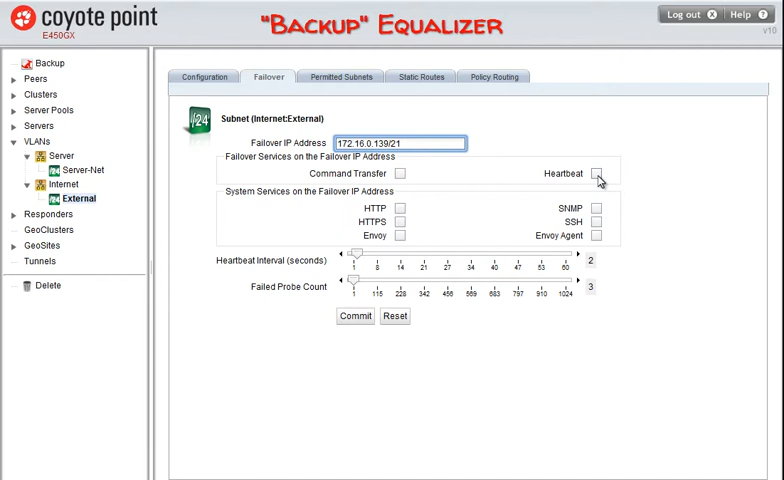 coyote point
E450GX
"BACKUP" EQUALIZER
Log out
Help
v10
Backup
Peers
Clusters
Server Pools
Servers
VLANs
Server
Server-Net
Internet
External
Responders
GeoClusters
GeoSites
Tunnels
Delete
Configuration Failover Permitted Subnets Static Routes Policy Routing
/24 Subnet (Internet:External)
Failover IP Address 172.16.0.139/21
Failover Services on the Failover IP Address
Command Transfer Heartbeat
System Services on the Failover IP Address
HTTP SNMP
HTTPS SSH
Envoy Envoy Agent
Heartbeat Interval (seconds) 2
1 8 14 21 27 34 40 47 53 60
Failed Probe Count 3
1 115 228 342 456 569 683 797 910 1024
Commit Reset